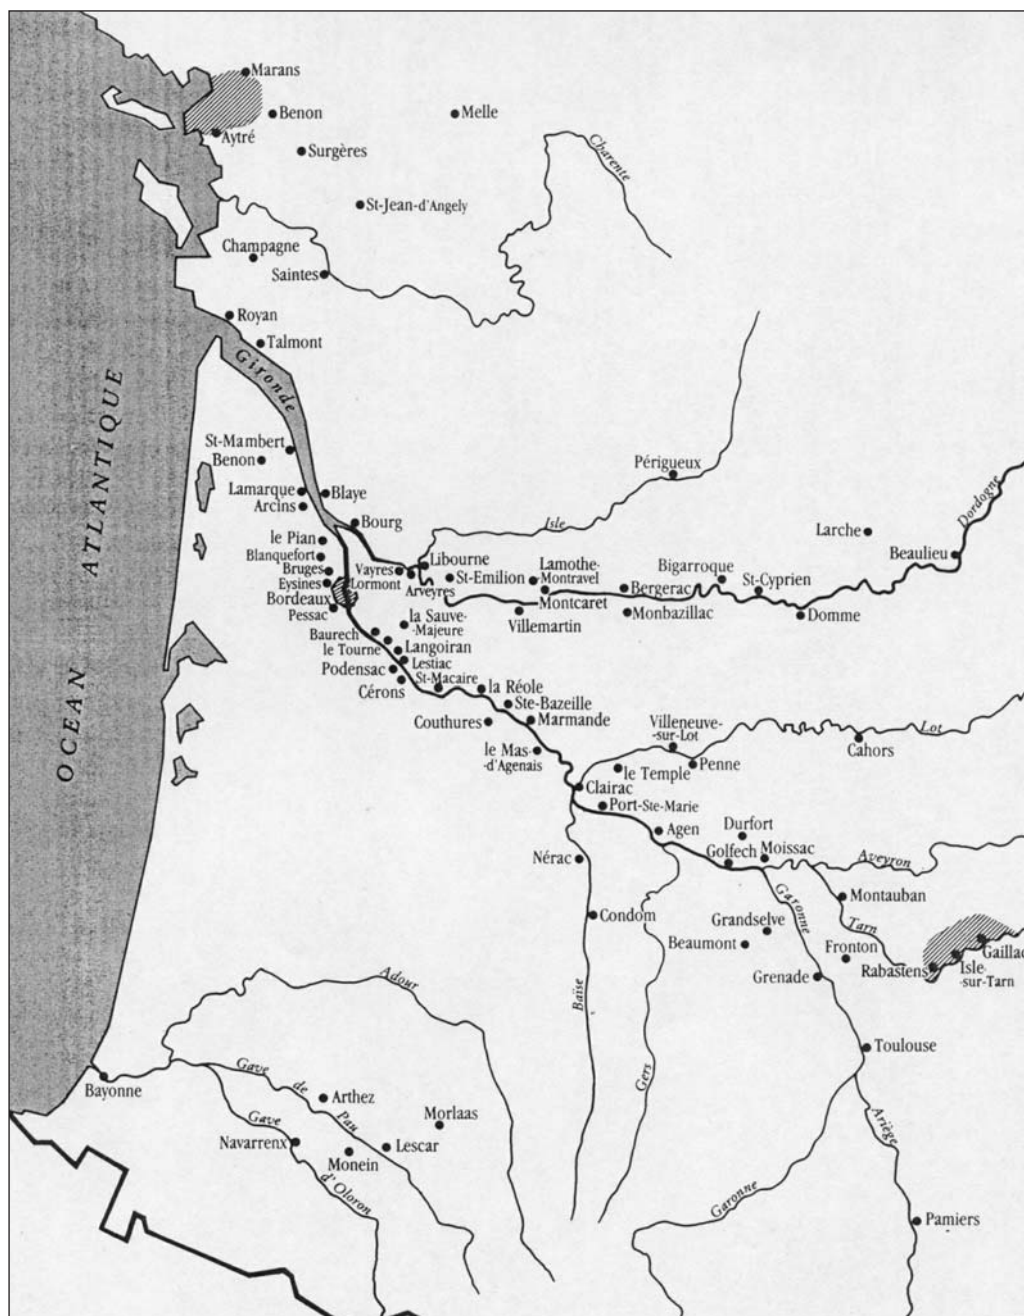 Marans
Benon
Melle
Aytré
Surgères
Charente
St-Jean-d'Angely
Champagne
Saintes
Royan
Talmont
Gironde
OCEAN ATLANTIQUE
St-Mambert
Benon
Périgueux
Lamarque
Blaye
Arcins
Dordogne
Bourg
Isle
Larche
le Pian
Blanquefort
Libourne
Beaulieu
Bruges
Vayres
St-Emilion
Lamothe-
-Montravel
Bigarroque
St-Cyprien
Eysines
Lormont
Arveyres
Bergerac
Bordeaux
Montcaret
Pessac
Villemartin
Monbazillac
Domme
la Sauve-
-Majeure
Baurech
le Tourne
Langoiran
Lestiac
Podensac
St-Macaire
Cérons
la Réole
Ste-Bazeille
Couthures
Marmande
Villeneuve-
-sur-Lot
Lot
Cahors
le Mas-
-d'Agenais
le Temple
Penne
Clairac
Port-Ste-Marie
Agen
Durfort
Nérac
Golfech
Moissac
Aveyron
Garonne
Montauban
Condom
Grandselve
Tarn
Beaumont
Fronton
Gaillac
Rabastens
Isle-
-sur-Tarn
Grenade
Adour
Baïse
Gers
Toulouse
Bayonne
Gave
de
Pau
Arthez
Morlaas
Ariège
Gave
d'Oloron
Navarrenx
Lescar
Monein
Garonne
Pamiers